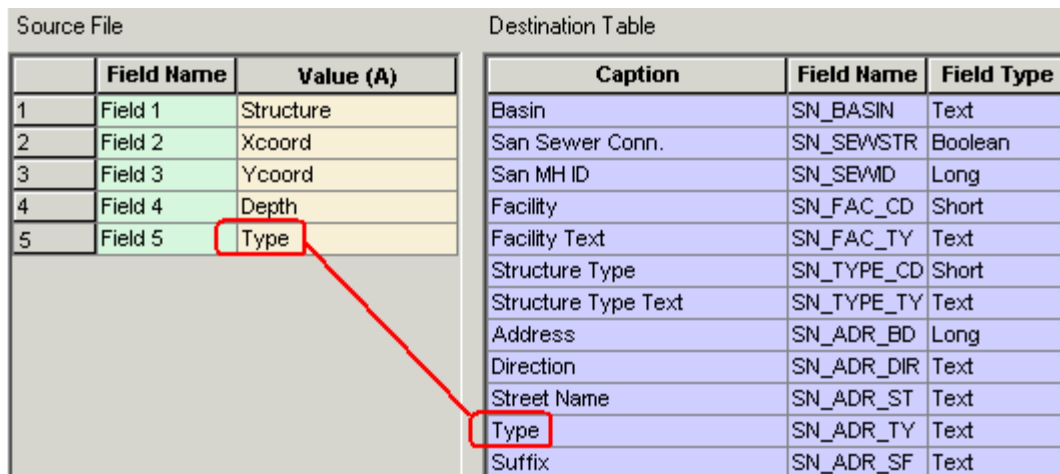 Source File
Field Name Value (A)
1 Field 1 Structure
2 Field 2 Xcoord
3 Field 3 Ycoord
4 Field 4 Depth
5 Field 5 Type
Destination Table
Caption Field Name Field Type
Basin SN_BASIN Text
San Sewer Conn. SN_SEWSTR Boolean
San MH ID SN_SEWID Long
Facility SN_FAC_CD Short
Facility Text SN_FAC_TY Text
Structure Type SN_TYPE_CD Short
Structure Type Text SN_TYPE_TY Text
Address SN_ADR_BD Long
Direction SN_ADR_DIR Text
Street Name SN_ADR_ST Text
Type SN_ADR_TY Text
Suffix SN_ADR_SF Text